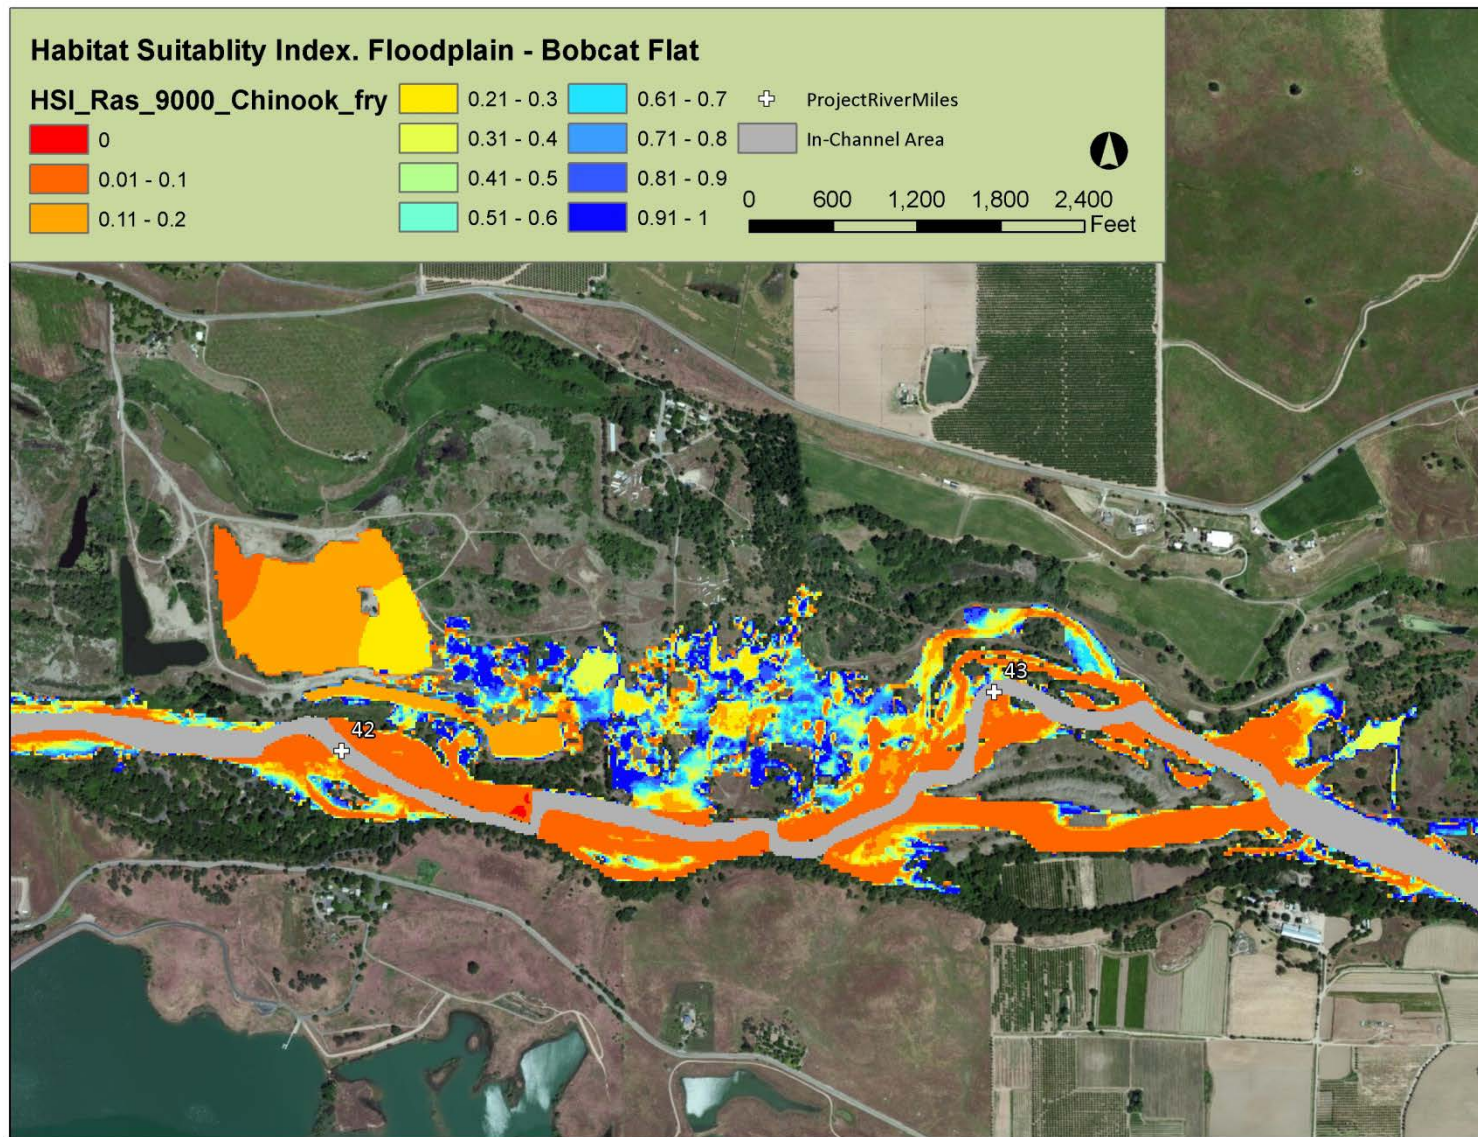 Habitat Suitablity Index. Floodplain - Bobcat Flat
HSI_Ras_9000_Chinook_fry
0
0.01 - 0.1
0.11 - 0.2
0.21 - 0.3
0.31 - 0.4
0.41 - 0.5
0.51 - 0.6
0.61 - 0.7
0.71 - 0.8
0.81 - 0.9
0.91 - 1
ProjectRiverMiles
In-Channel Area
0 600 1,200 1,800 2,400
Feet
43
42